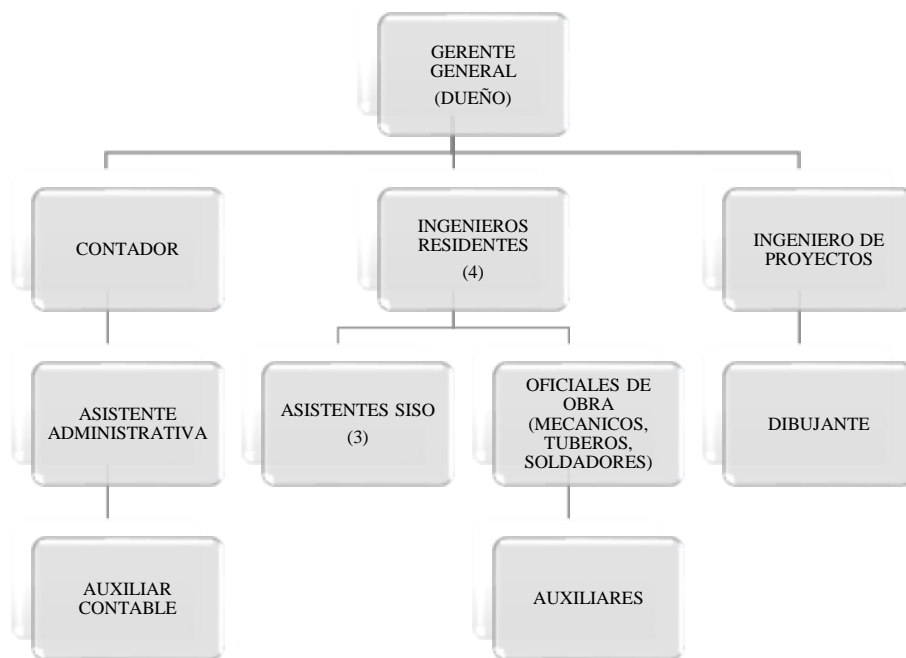 GERENTE
GENERAL
(DUEÑO)
CONTADOR
INGENIEROS
RESIDENTES
(4)
INGENIERO DE
PROYECTOS
ASISTENTE
ADMINISTRATIVA
ASISTENTES SISO
(3)
OFICIALES DE
OBRA
(MECANICOS,
TUBEROS,
SOLDADORES)
DIBUJANTE
AUXILIAR
CONTABLE
AUXILIARES